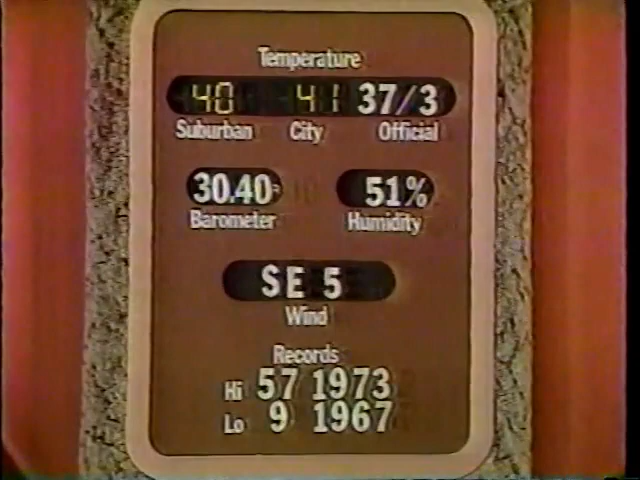 Temperature
40 41 37/3
Suburban City Official
30.40 51%
Barometer Humidity
SE 5
Wind
Records
Hi 57 1973
Lo 9 1967